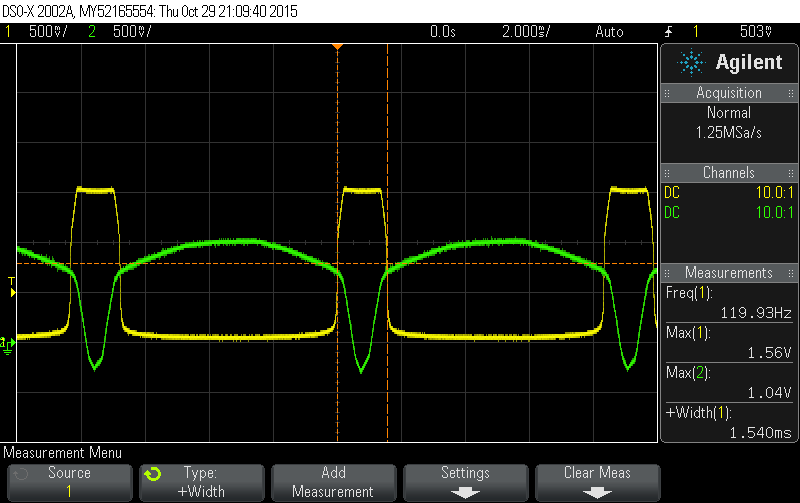 DSO-X 2002A, MY52165554: Thu Oct 29 21:09:40 2015
1 500mV/ 2 500mV/ 0.0s 2.000ms/ Auto 1 503mV
Agilent
Acquisition
Normal
1.25MSa/s
Channels
DC 10.0:1
DC 10.0:1
Measurements
Freq(1):
119.93Hz
Max(1):
1.56V
Max(2):
1.04V
+Width(1):
1.540ms
T
2
Measurement Menu
Source
1
Type:
+Width
Add
Measurement
Settings
Clear Meas